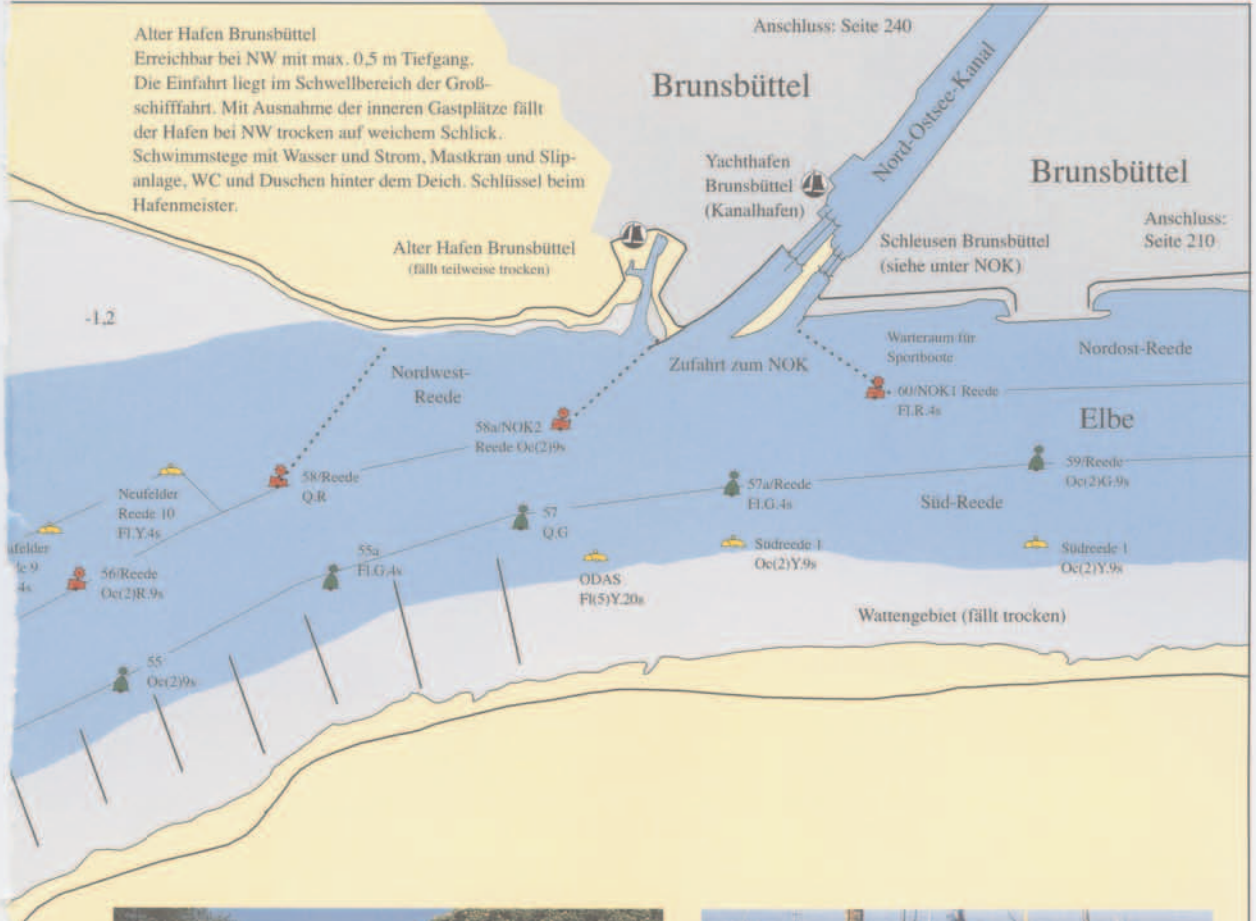 Alter Hafen Brunsbüttel
Erreichbar bei NW mit max. 0,5 m Tiefgang.
Die Einfahrt liegt im Schwellbereich der Groß-
schifffahrt. Mit Ausnahme der inneren Gastplätze fällt
der Hafen bei NW trocken auf weichem Schlick.
Schwimmstege mit Wasser und Strom, Mastkran und Slip-
anlage, WC und Duschen hinter dem Deich. Schlüssel beim
Hafenmeister.
Anschluss: Seite 240
Brunsbüttel
Nord-Ostsee-Kanal
Yachthafen
Brunsbüttel
(Kanalhafen)
Brunsbüttel
Anschluss:
Seite 210
Alter Hafen Brunsbüttel
(fällt teilweise trocken)
Schleusen Brunsbüttel
(siehe unter NOK)
-1,2
Nordwest-
Reede
Zufahrt zum NOK
Warteraum für
Sportboote
Nordost-Reede
60/NOK1 Reede
Fl.R.4s
58a/NOK2
Reede Oc(2)9s
Elbe
58/Reede
Q.R
59/Reede
Oc(2)G.9s
57a/Reede
Fl.G.4s
Süd-Reede
Neufelder
Reede 10
Fl.Y.4s
57
Q.G
felder
9
4s
56/Reede
Oc(2)R.9s
55a
Fl.G.4s
ODAS
Fl(5)Y.20s
Südreede 1
Oc(2)Y.9s
Südreede 1
Oc(2)Y.9s
Wattengebiet (fällt trocken)
55
Oc(2)9s